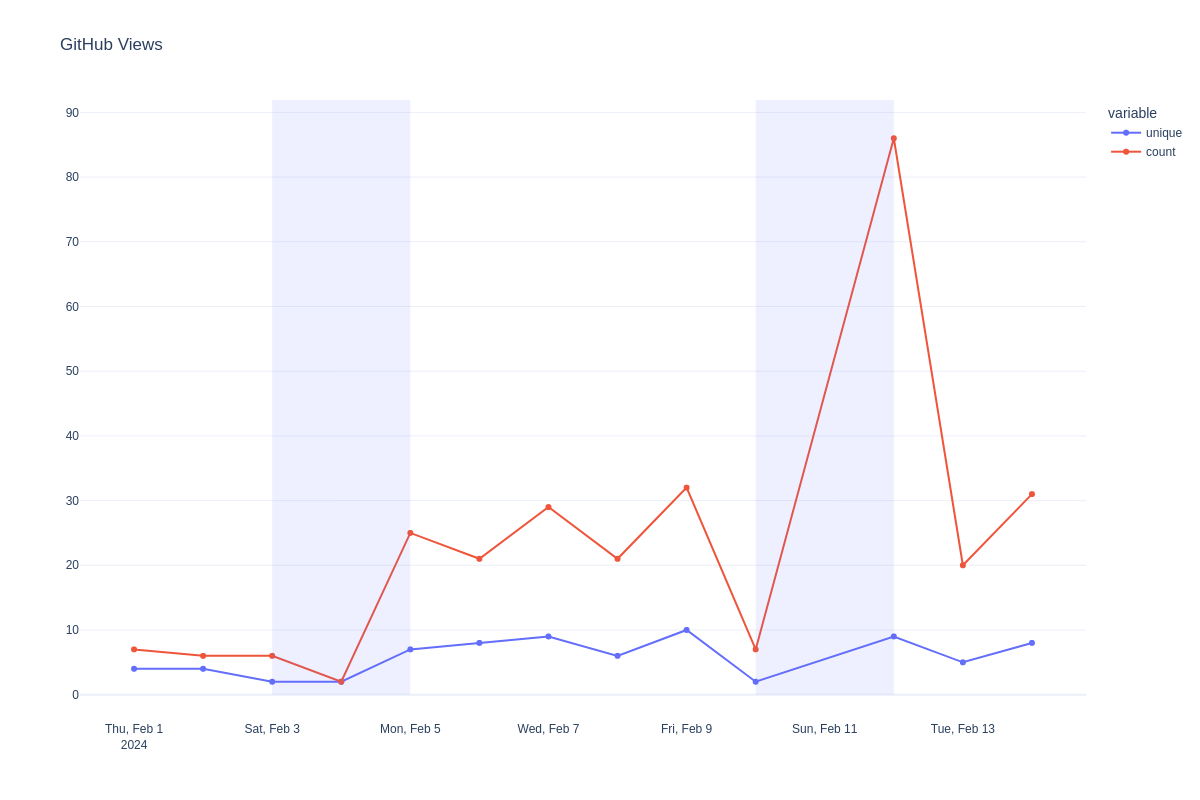 GitHub Views
90
80
70
60
50
40
30
20
10
0
Thu, Feb 1
2024
Sat, Feb 3
Mon, Feb 5
Wed, Feb 7
Fri, Feb 9
Sun, Feb 11
Tue, Feb 13
variable
unique
count